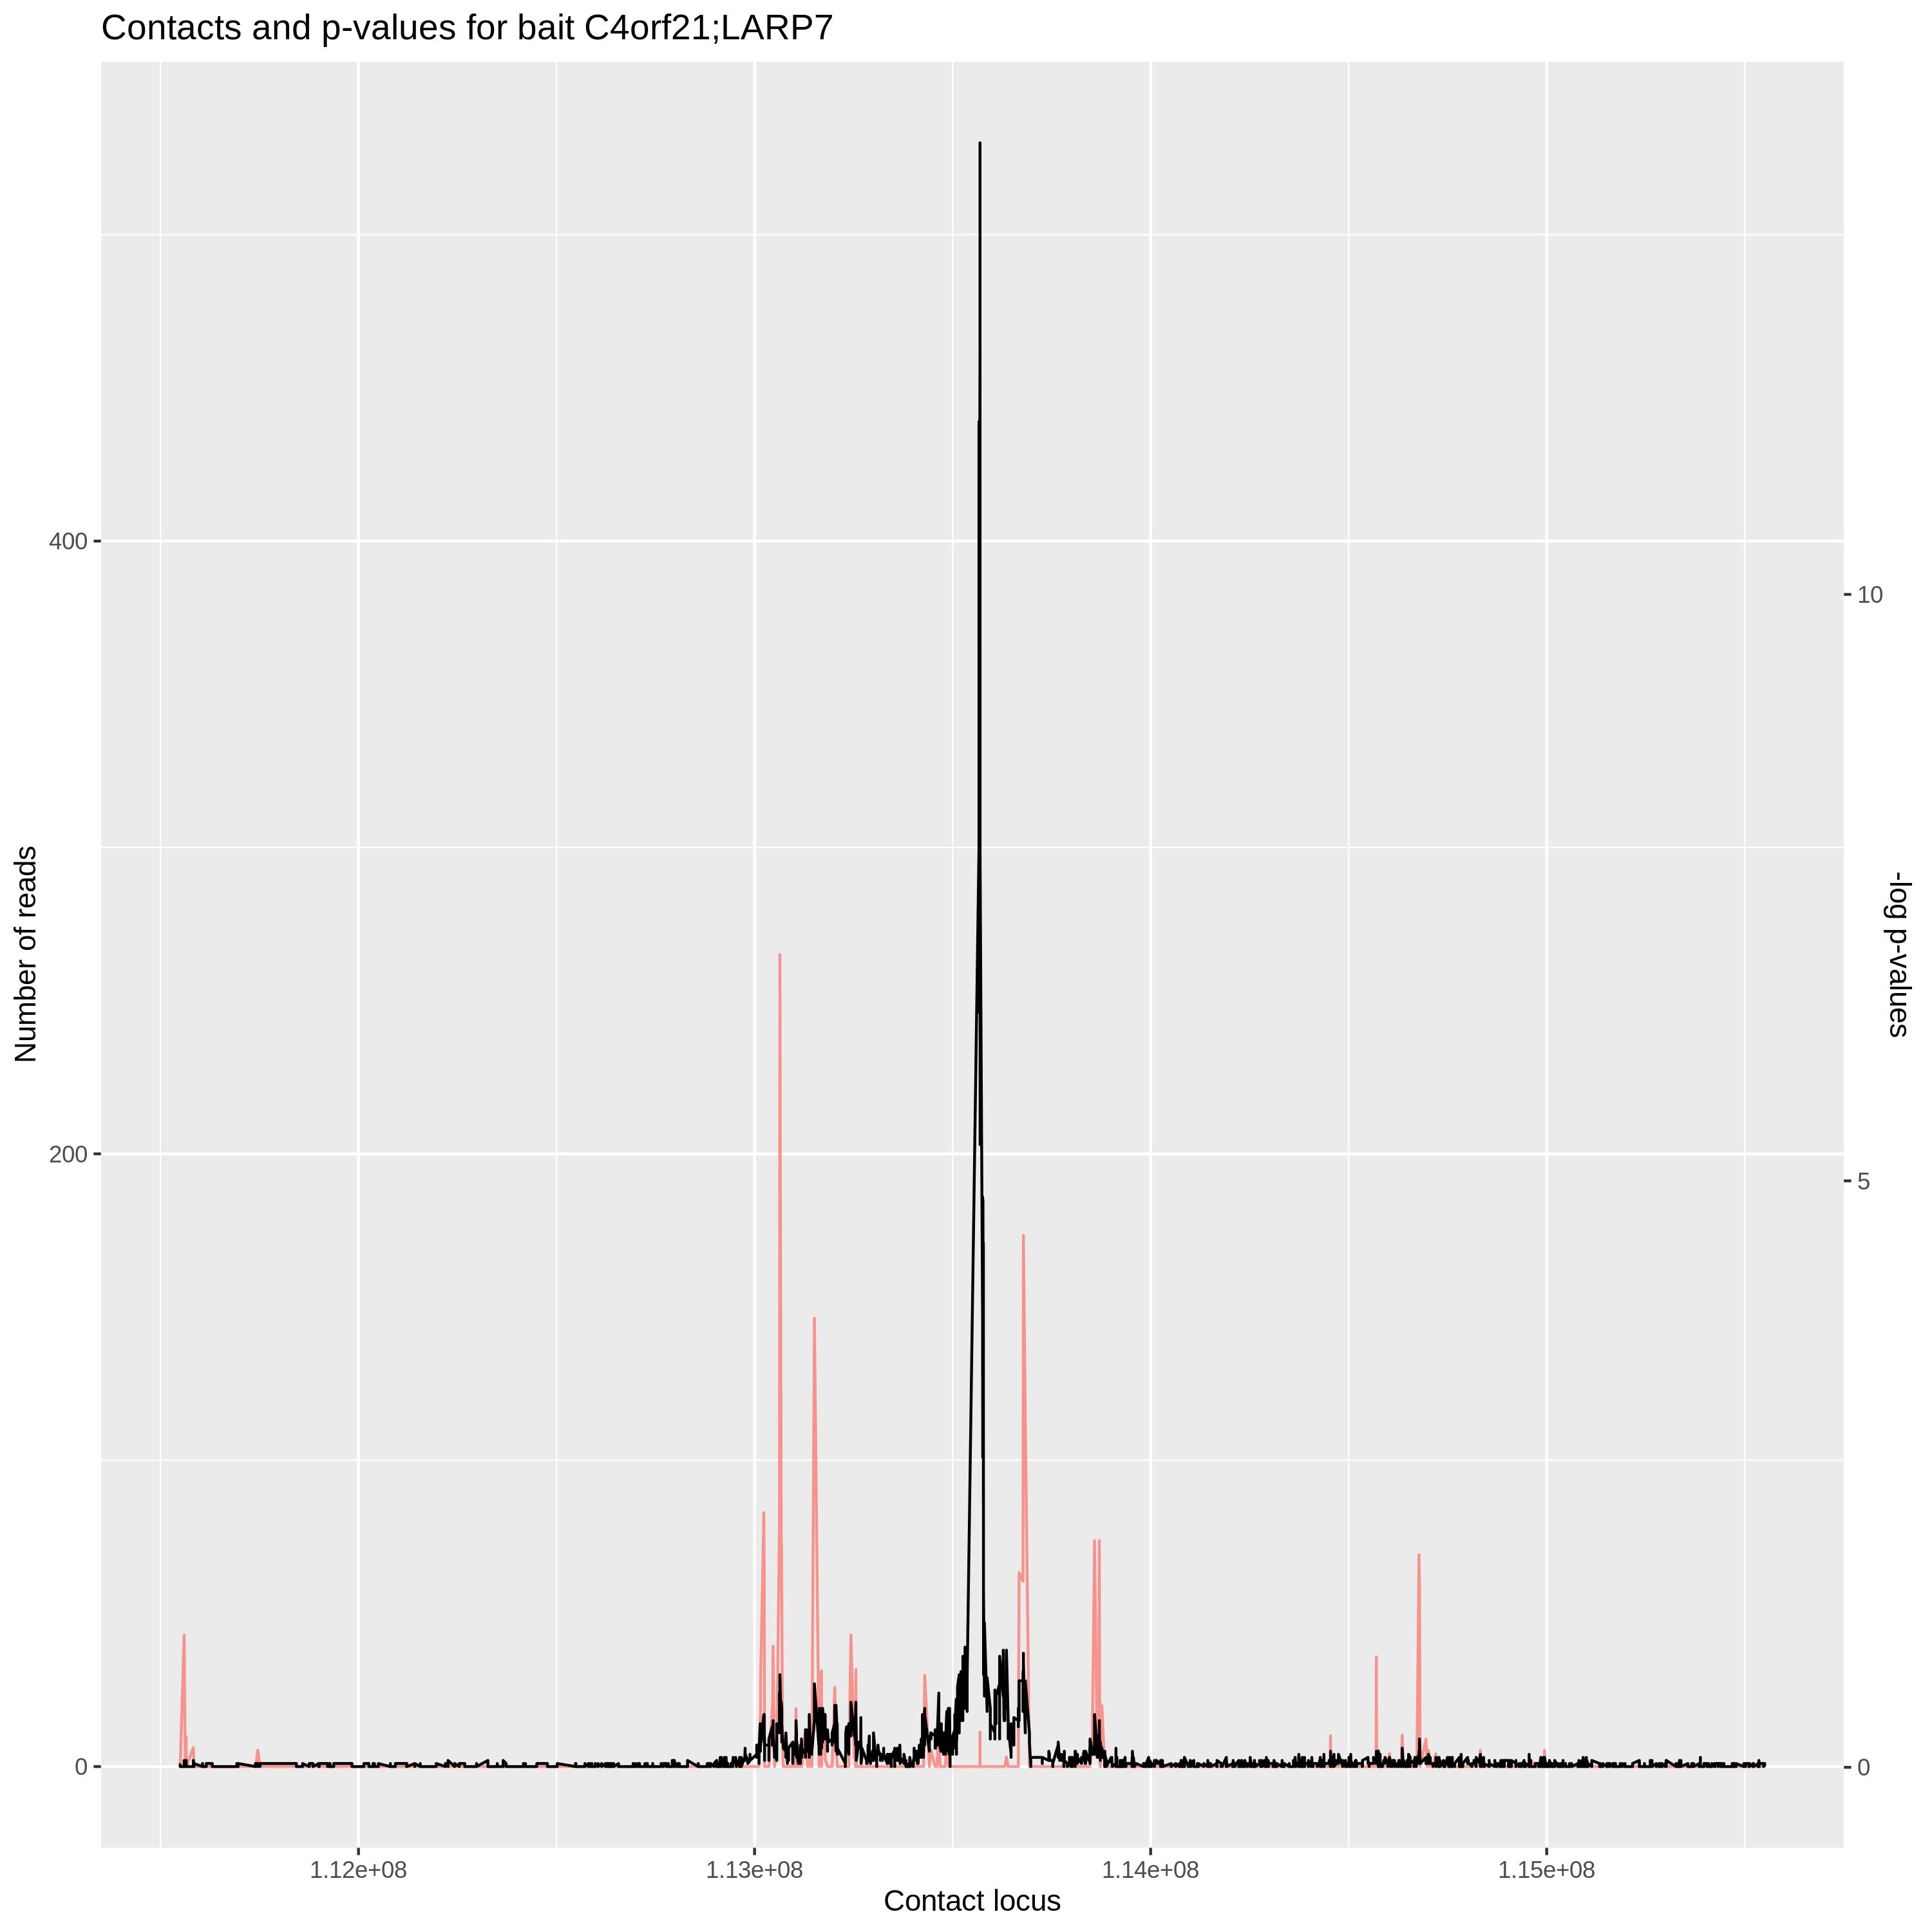 Contacts and p-values for bait C4orf21;LARP7
Number of reads
400
200
0
10
5
0
-log p-values
1.12e+08
1.13e+08
1.14e+08
1.15e+08
Contact locus